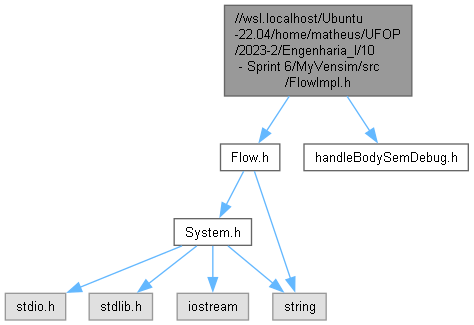 //wsl.localhost/Ubuntu
-22.04/home/matheus/UFOP
/2023-2/Engenharia_I/10
- Sprint 6/MyVensim/src
/FlowImpl.h
Flow.h
handleBodySemDebug.h
System.h
stdio.h
stdlib.h
iostream
string